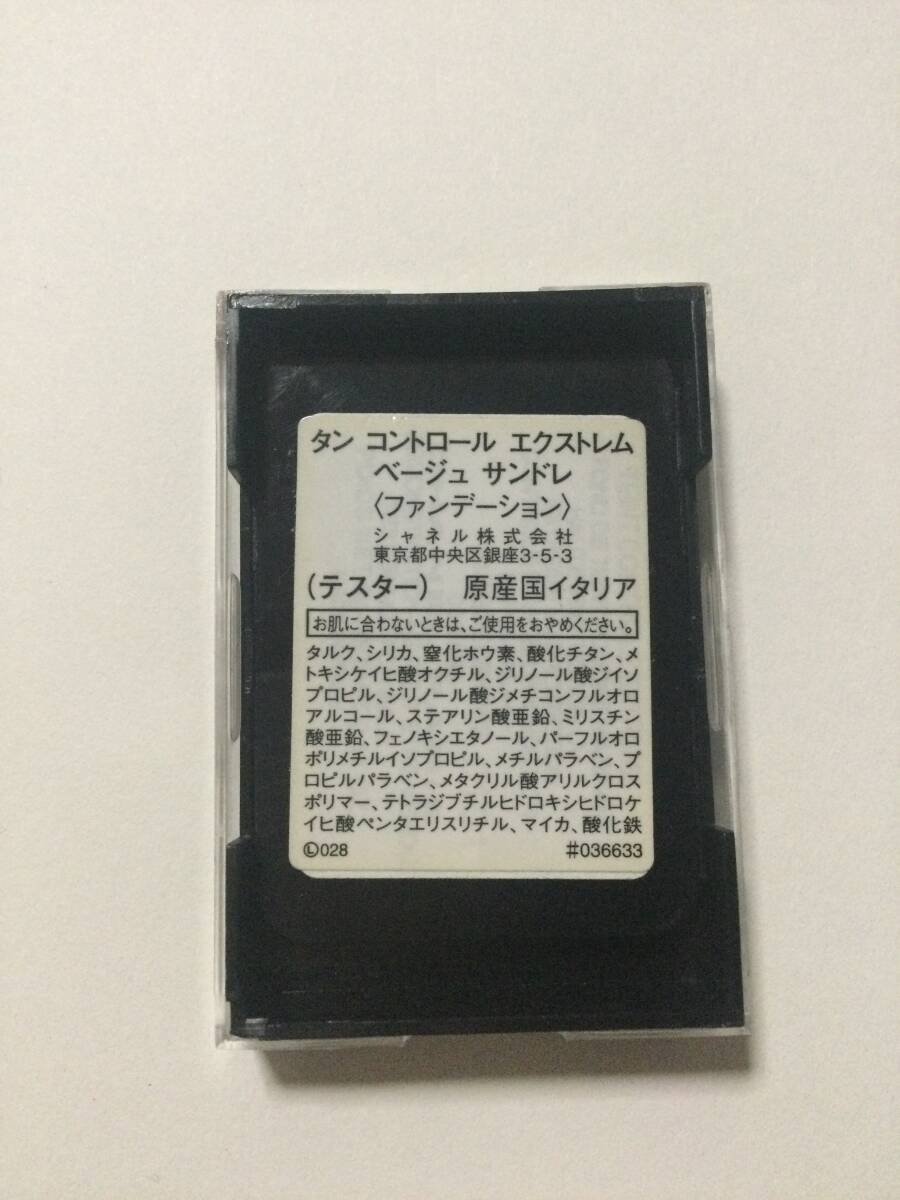 タン コントロール エクストレム
ベージュ サンドレ
〈ファンデーション〉
シャネル株式会社
東京都中央区銀座3-5-3
(テスター) 原産国イタリア
お肌に合わないときは、ご使用をおやめください。
タルク、シリカ、窒化ホウ素、酸化チタン、メ
トキシケイヒ酸オクチル、ジリノール酸ジイソ
プロピル、ジリノール酸ジメチコンフルオロ
アルコール、ステアリン酸亜鉛、ミリスチン
酸亜鉛、フェノキシエタノール、パーフルオロ
ポリメチルイソプロピル、メチルパラベン、プ
ロピルパラベン、メタクリル酸アリルクロス
ポリマー、テトラジブチルヒドロキシヒドロケ
イヒ酸ペンタエリスリチル、マイカ、酸化鉄
Ⓛ028 #036633